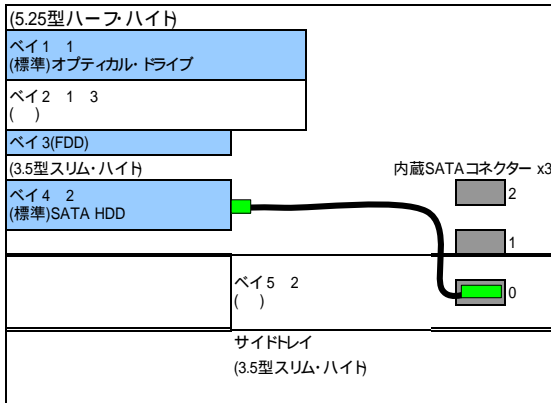 (5.25型ハーフ・ハイト)
ベイ1 1
(標準)オプティカル・ドライブ
ベイ2 1 3
( )
ベイ3(FDD)
(3.5型スリム・ハイト)
内蔵SATAコネクター x3
ベイ4 2
(標準)SATA HDD
2
1
ベイ5 2
( )
0
サイドトレイ
(3.5型スリム・ハイト)